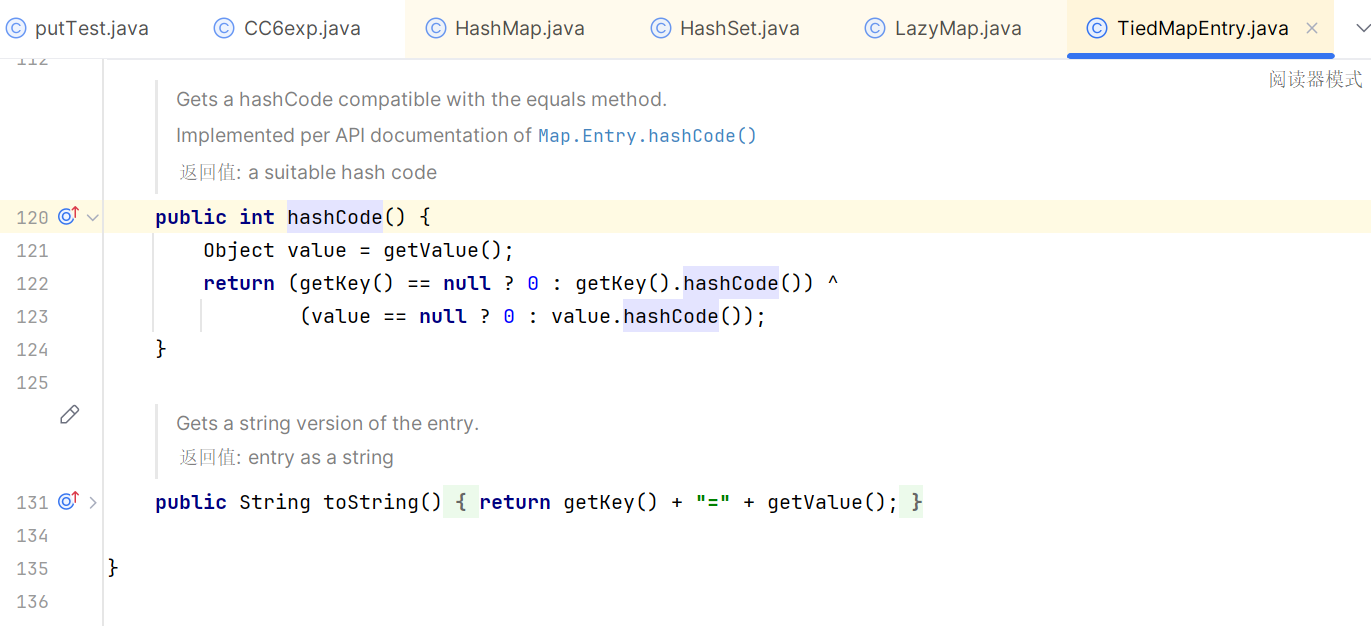 putTest.java CC6exp.java HashMap.java HashSet.java LazyMap.java TiedMapEntry.java
阅读器模式
112
Gets a hashCode compatible with the equals method.
Implemented per API documentation of Map.Entry.hashCode()
返回值: a suitable hash code
120 public int hashCode() {
121 Object value = getValue();
122 return (getKey() == null ? 0 : getKey().hashCode()) ^
123 (value == null ? 0 : value.hashCode());
124 }
125
Gets a string version of the entry.
返回值: entry as a string
131 public String toString() { return getKey() + "=" + getValue(); }
134
135 }
136